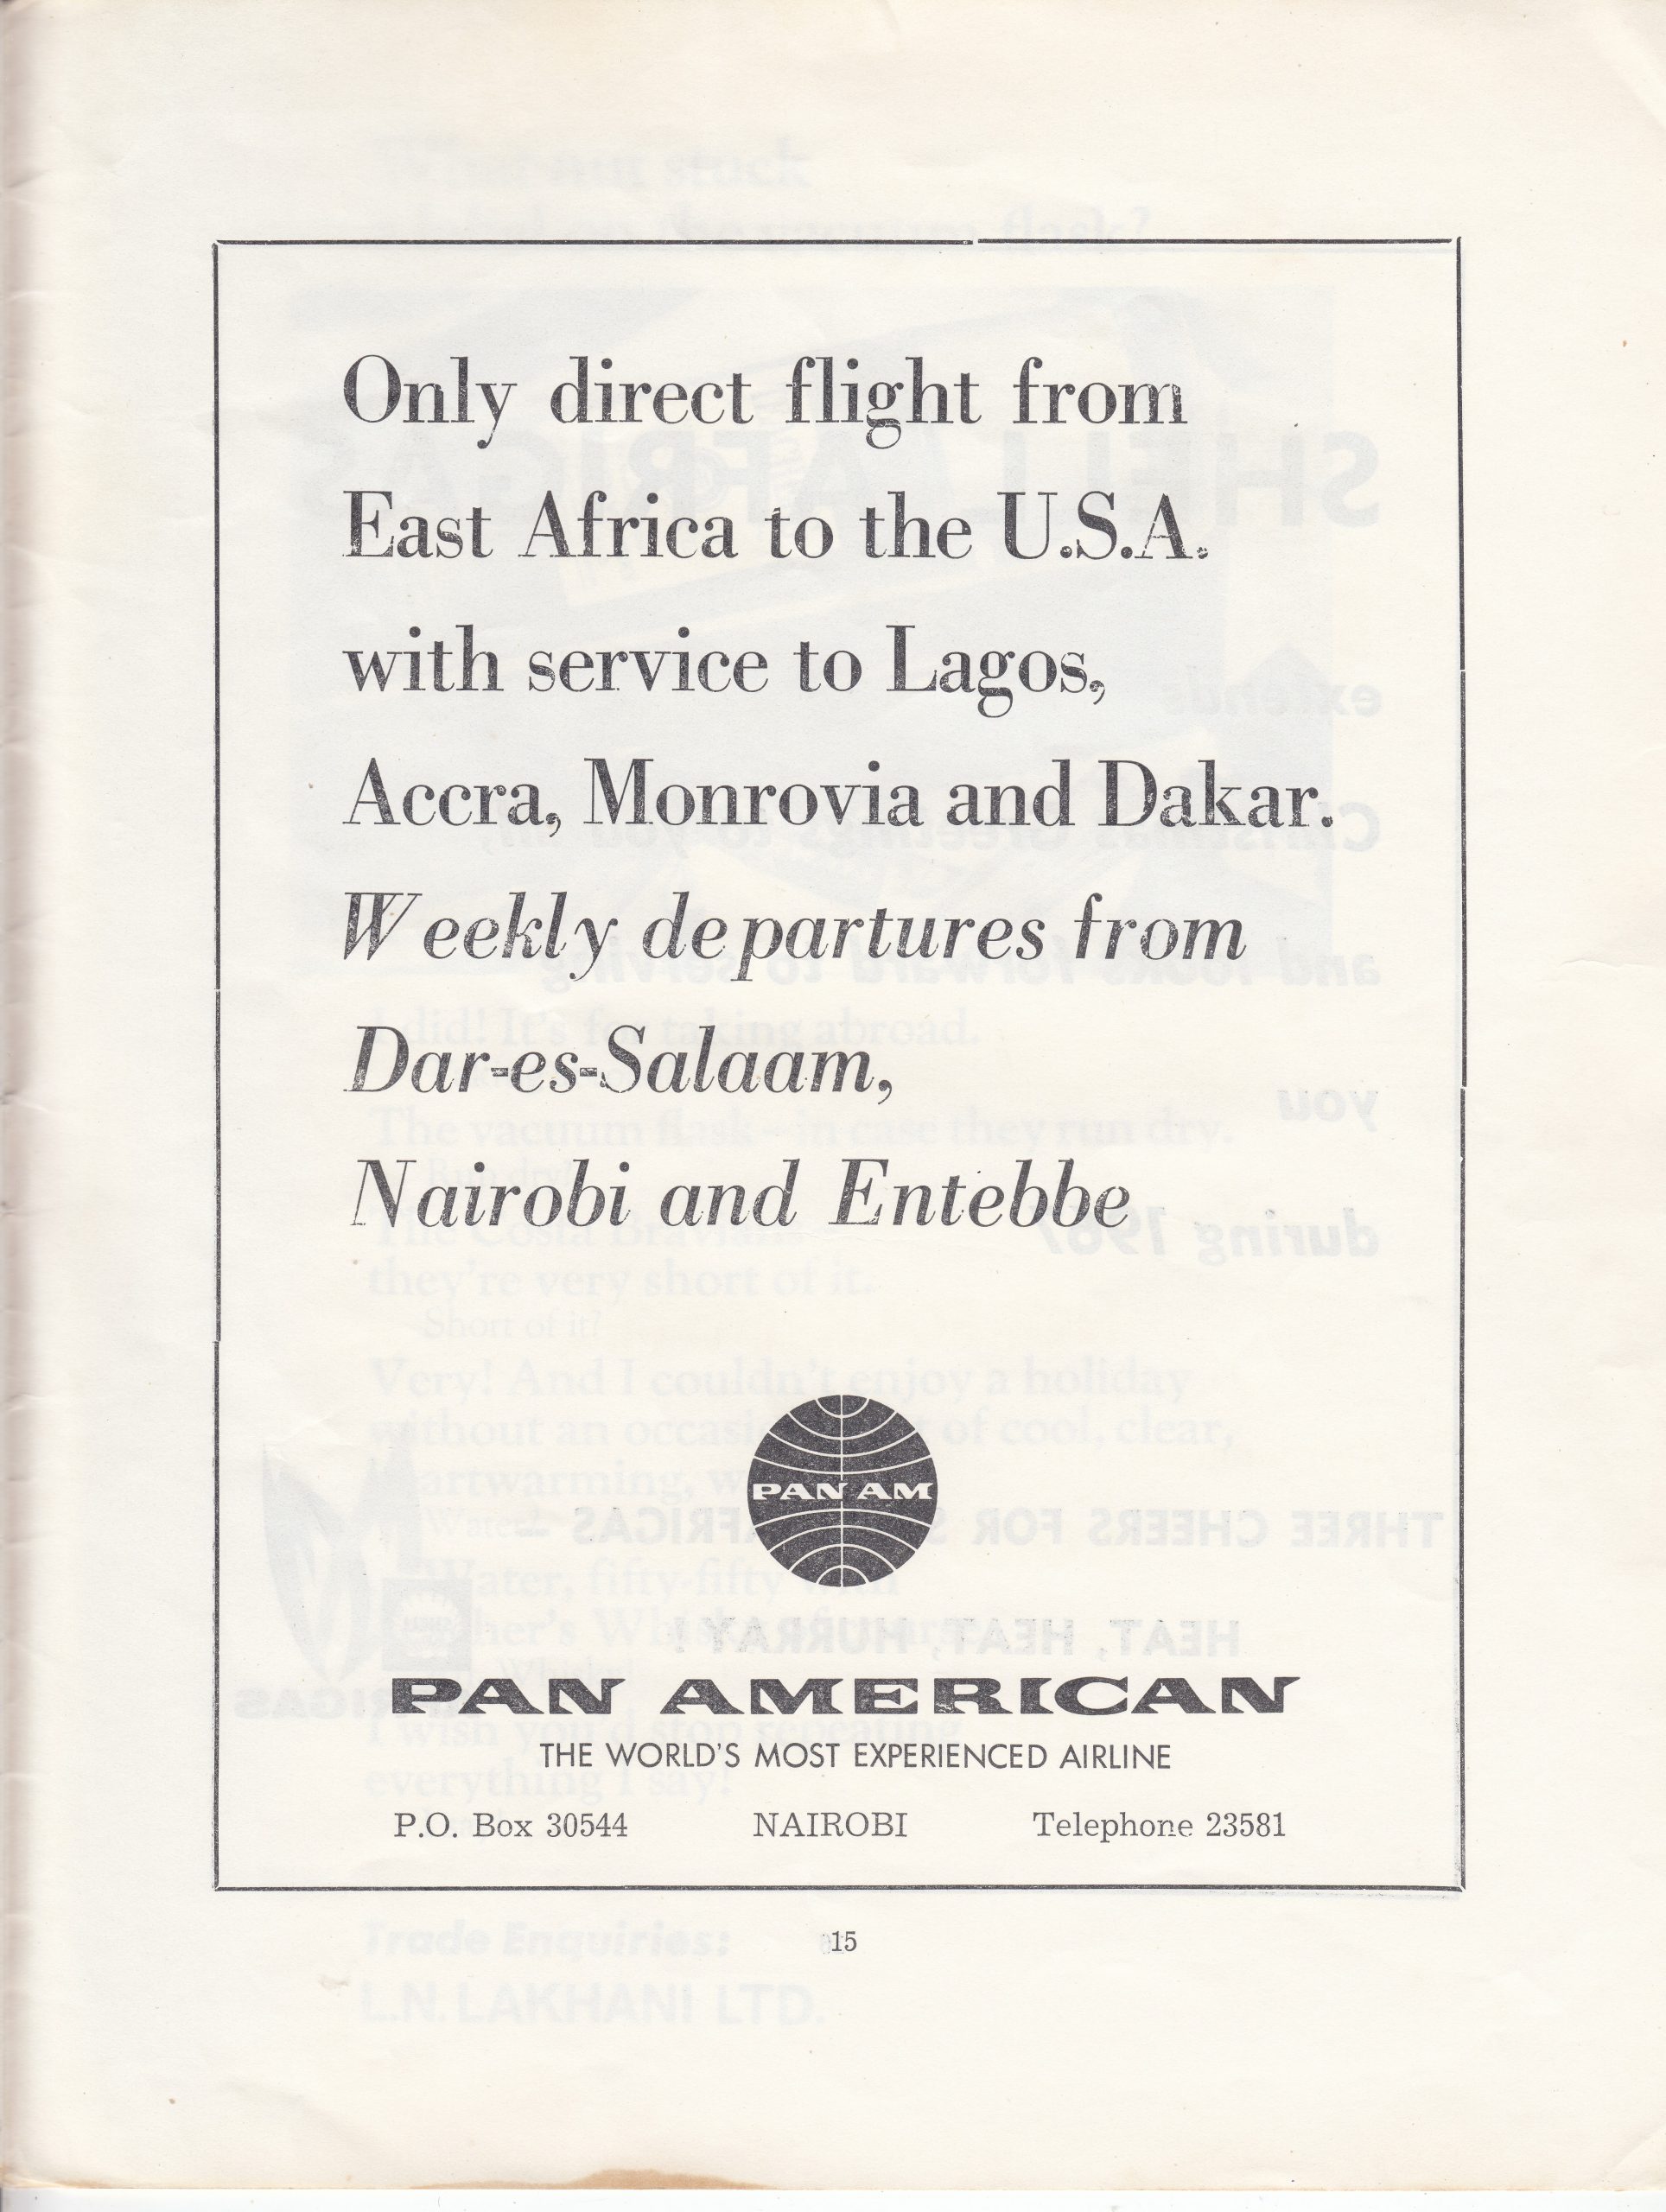 Only direct flight from
East Africa to the U.S.A.
with service to Lagos,
Accra, Monrovia and Dakar.
Weekly departures from
Dar-es-Salaam,
Nairobi and Entebbe
PAN AM
PAN AMERICAN
THE WORLD'S MOST EXPERIENCED AIRLINE
P.O. Box 30544 NAIROBI Telephone 23581
15